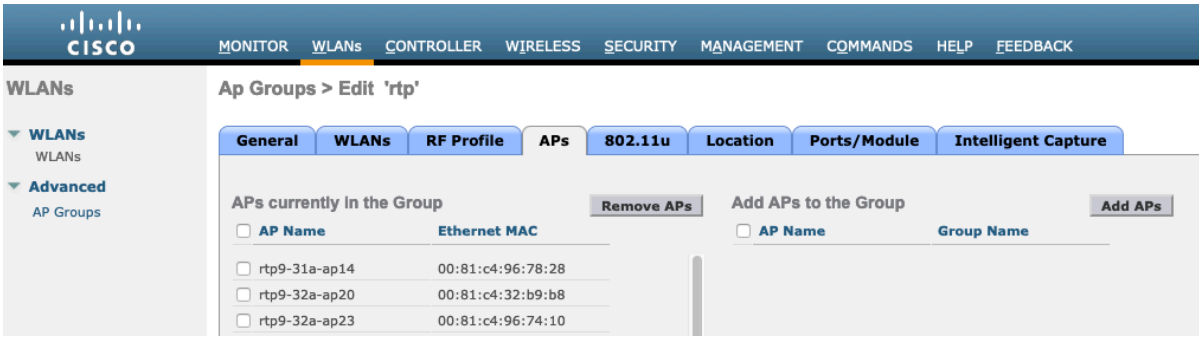 CISCO
MONITOR WLANs CONTROLLER WIRELESS SECURITY MANAGEMENT COMMANDS HELP FEEDBACK
WLANs
WLANs
WLANs
Advanced
AP Groups
Ap Groups > Edit 'rtp'
General WLANs RF Profile APs 802.11u Location Ports/Module Intelligent Capture
APs currently in the Group Remove APs
AP Name Ethernet MAC
rtp9-31a-ap14 00:81:c4:96:78:28
rtp9-32a-ap20 00:81:c4:32:b9:b8
rtp9-32a-ap23 00:81:c4:96:74:10
Add APs to the Group Add APs
AP Name Group Name